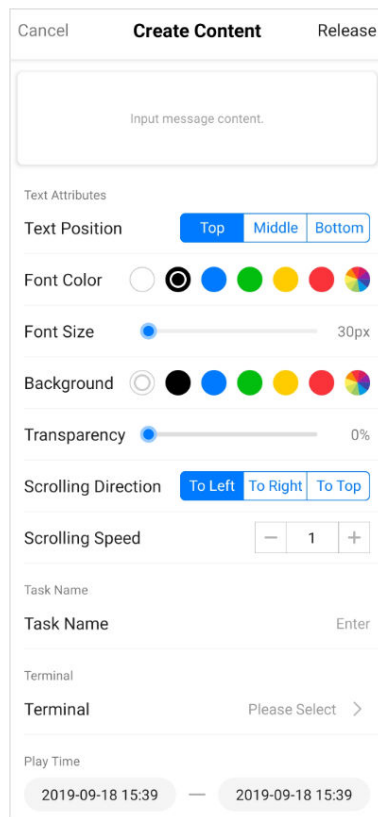 Cancel Create Content Release
Input message content.
Text Attributes
Text Position Top Middle Bottom
Font Color
Font Size 30px
Background
Transparency 0%
Scrolling Direction To Left To Right To Top
Scrolling Speed — 1 +
Task Name
Task Name Enter
Terminal
Terminal Please Select >
Play Time
2019-09-18 15:39 — 2019-09-18 15:39